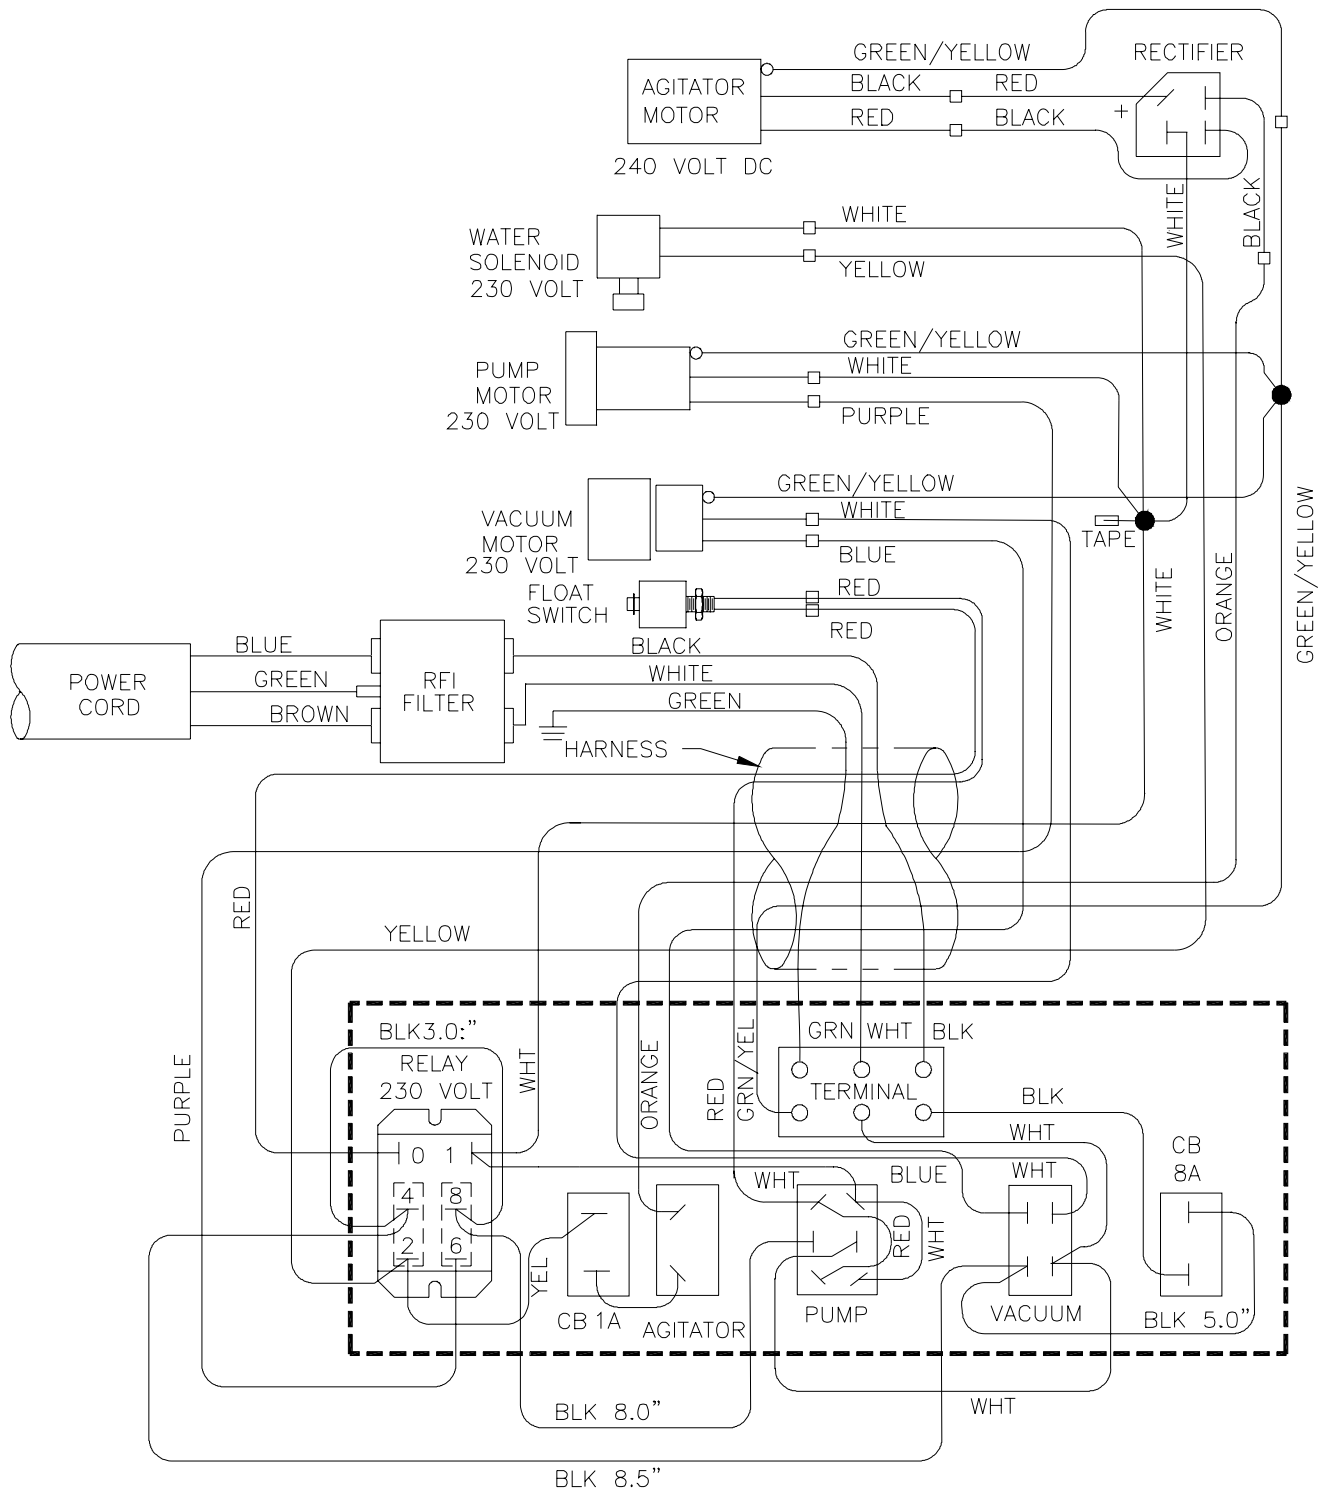 GREEN/YELLOW
RECTIFIER
AGITATOR
MOTOR
BLACK
RED
+
RED
BLACK
240 VOLT DC
WHITE
BLACK
WHITE
WATER
SOLENOID
230 VOLT
YELLOW
GREEN/YELLOW
PUMP
MOTOR
230 VOLT
WHITE
PURPLE
GREEN/YELLOW
VACUUM
MOTOR
230 VOLT
WHITE
BLUE
TAPE
WHITE
ORANGE
GREEN/YELLOW
FLOAT
SWITCH
RED
RED
BLUE
BLACK
POWER
CORD
GREEN
RFI
FILTER
WHITE
BROWN
GREEN
HARNESS
RED
YELLOW
PURPLE
BLK3.0:"
RELAY
230 VOLT
WHT
ORANGE
RED
GRN/YEL
GRN WHT BLK
TERMINAL
BLK
WHT
CB
8A
0 1
WHT
BLUE
WHT
4 8
2 6
YEL
RED
WHT
CB 1A
AGITATOR
PUMP
VACUUM
BLK 5.0"
BLK 8.0"
WHT
BLK 8.5"